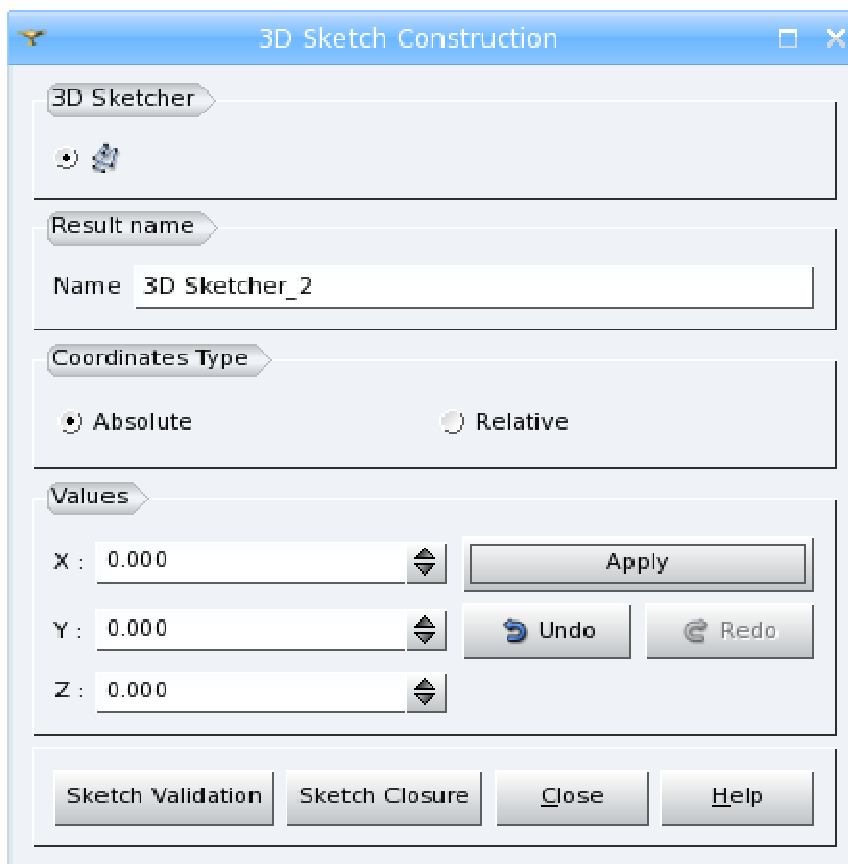 3D Sketch Construction
3D Sketcher
Result name
Name 3D Sketcher_2
Coordinates Type
Absolute Relative
Values
X : 0.000 Apply
Y : 0.000 Undo Redo
Z : 0.000
Sketch Validation Sketch Closure Close Help